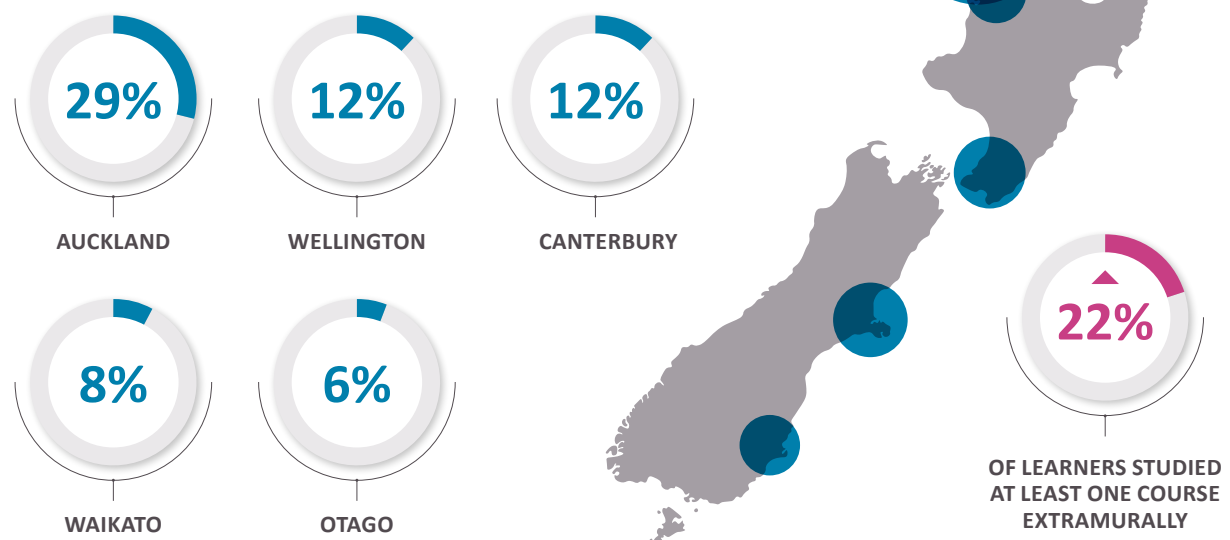 29%
AUCKLAND
12%
WELLINGTON
12%
CANTERBURY
8%
WAIKATO
6%
OTAGO
22%
OF LEARNERS STUDIED
AT LEAST ONE COURSE
EXTRAMURALLY